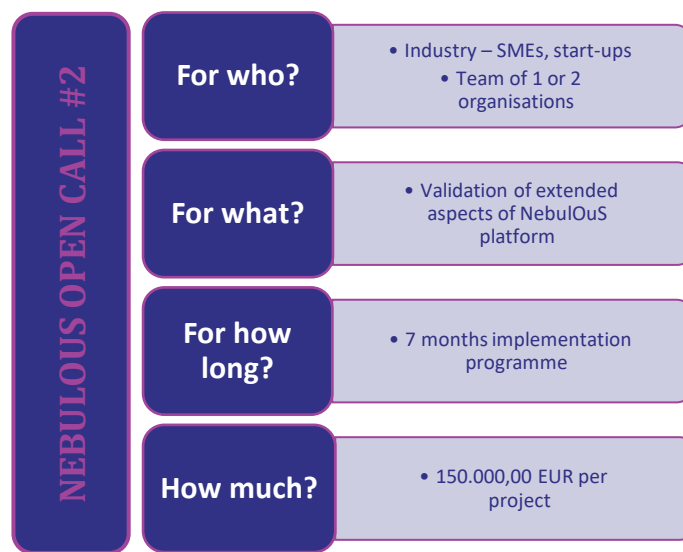 NEBULOUS OPEN CALL #2
For who?
• Industry – SMEs, start-ups
• Team of 1 or 2
organisations
For what?
• Validation of extended
aspects of NebulOuS
platform
For how
long?
• 7 months implementation
programme
How much?
• 150.000,00 EUR per
project